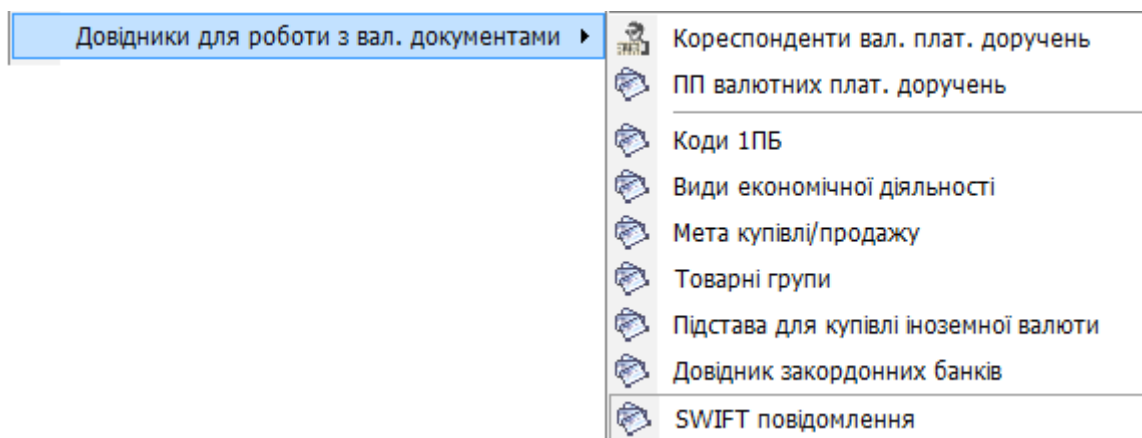 Довідники для роботи з вал. документами
Кореспонденти вал. плат. доручень
ПП валютних плат. доручень
Коди 1ПБ
Види економічної діяльності
Мета купівлі/продажу
Товарні групи
Підстава для купівлі іноземної валюти
Довідник закордонних банків
SWIFT повідомлення